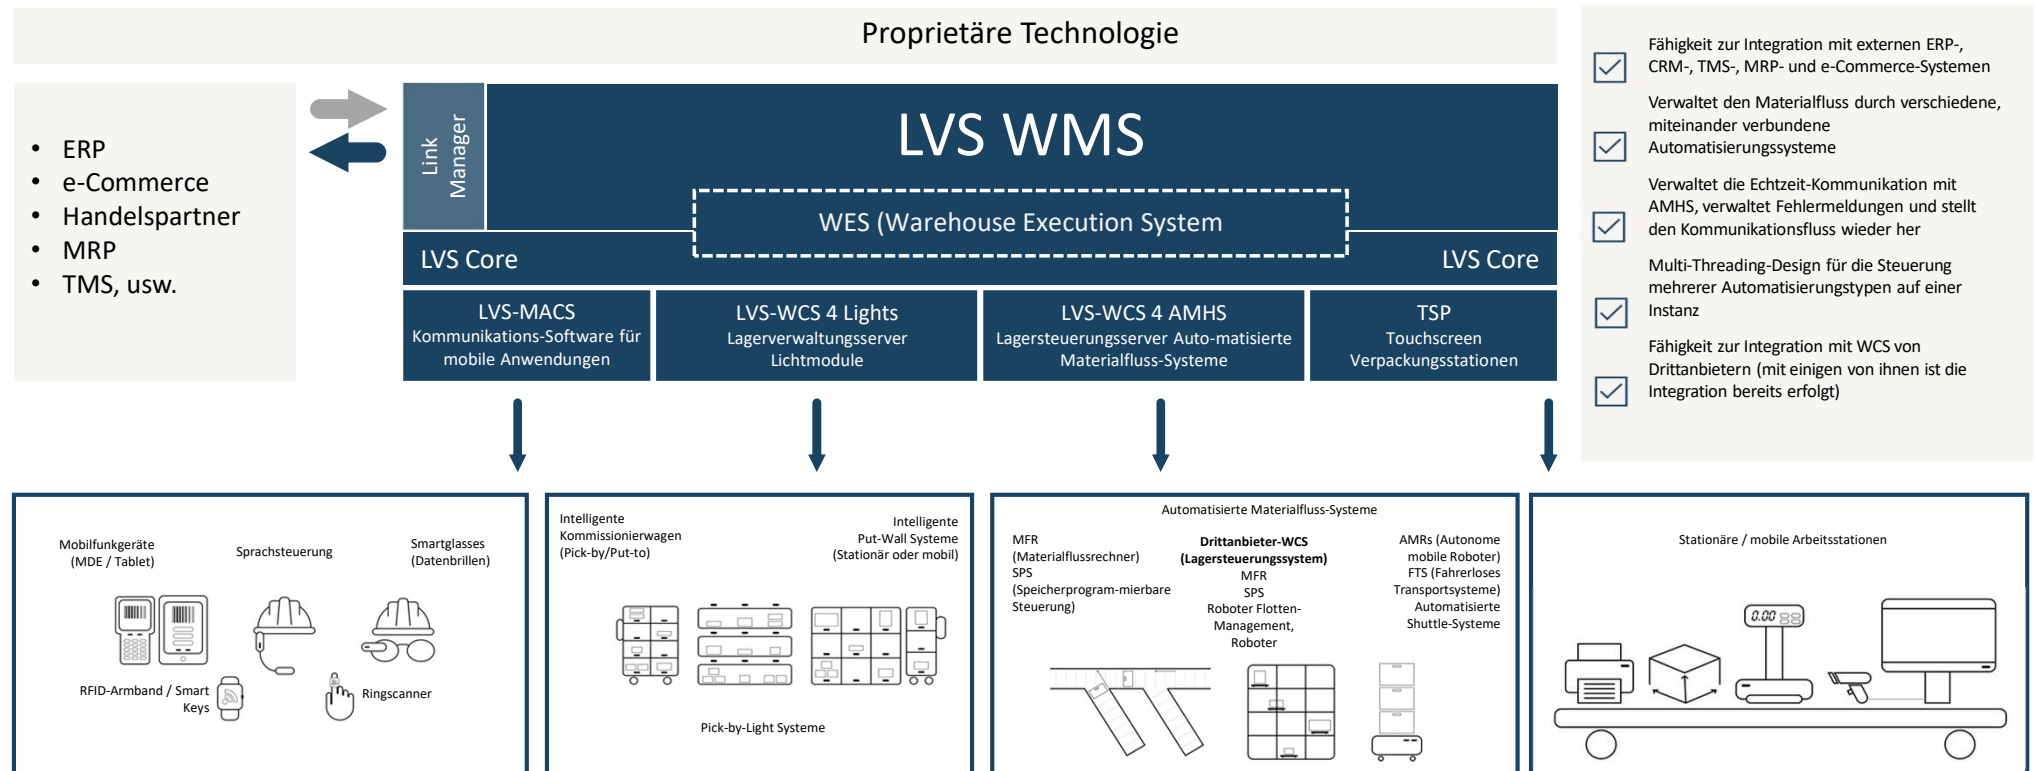 Proprietäre Technologie
• ERP
• e-Commerce
• Handelspartner
• MRP
• TMS, usw.
Link
Manager
LVS WMS
WES (Warehouse Execution System
LVS Core
LVS Core
LVS-MACS
Kommunikations-Software für
mobile Anwendungen
LVS-WCS 4 Lights
Lagerverwaltungsserver
Lichtmodule
LVS-WCS 4 AMHS
Lagersteuerungsserver Auto-matisierte
Materialfluss-Systeme
TSP
Touchscreen
Verpackungsstationen
Fähigkeit zur Integration mit externen ERP-,
CRM-, TMS-, MRP- und e-Commerce-Systemen
Verwaltet den Materialfluss durch verschiedene,
miteinander verbundene
Automatisierungssysteme
Verwaltet die Echtzeit-Kommunikation mit
AMHS, verwaltet Fehlermeldungen und stellt
den Kommunikationsfluss wieder her
Multi-Threading-Design für die Steuerung
mehrerer Automatisierungstypen auf einer
Instanz
Fähigkeit zur Integration mit WCS von
Drittanbietern (mit einigen von ihnen ist die
Integration bereits erfolgt)
Mobilfunkgeräte
(MDE / Tablet)
Sprachsteuerung
Smartglasses
(Datenbrillen)
RFID-Armband / Smart
Keys
Ringscanner
Intelligente
Kommissionierwagen
(Pick-by/Put-to)
Intelligente
Put-Wall Systeme
(Stationär oder mobil)
Pick-by-Light Systeme
Automatisierte Materialfluss-Systeme
MFR
(Materialflussrechner)
SPS
(Speicherprogram-mierbare
Steuerung)
Drittanbieter-WCS
(Lagersteuerungssystem)
MFR
SPS
Roboter Flotten-
Management,
Roboter
AMRs (Autonome
mobile Roboter)
FTS (Fahrerloses
Transportsysteme)
Automatisierte
Shuttle-Systeme
Stationäre / mobile Arbeitsstationen
0.00